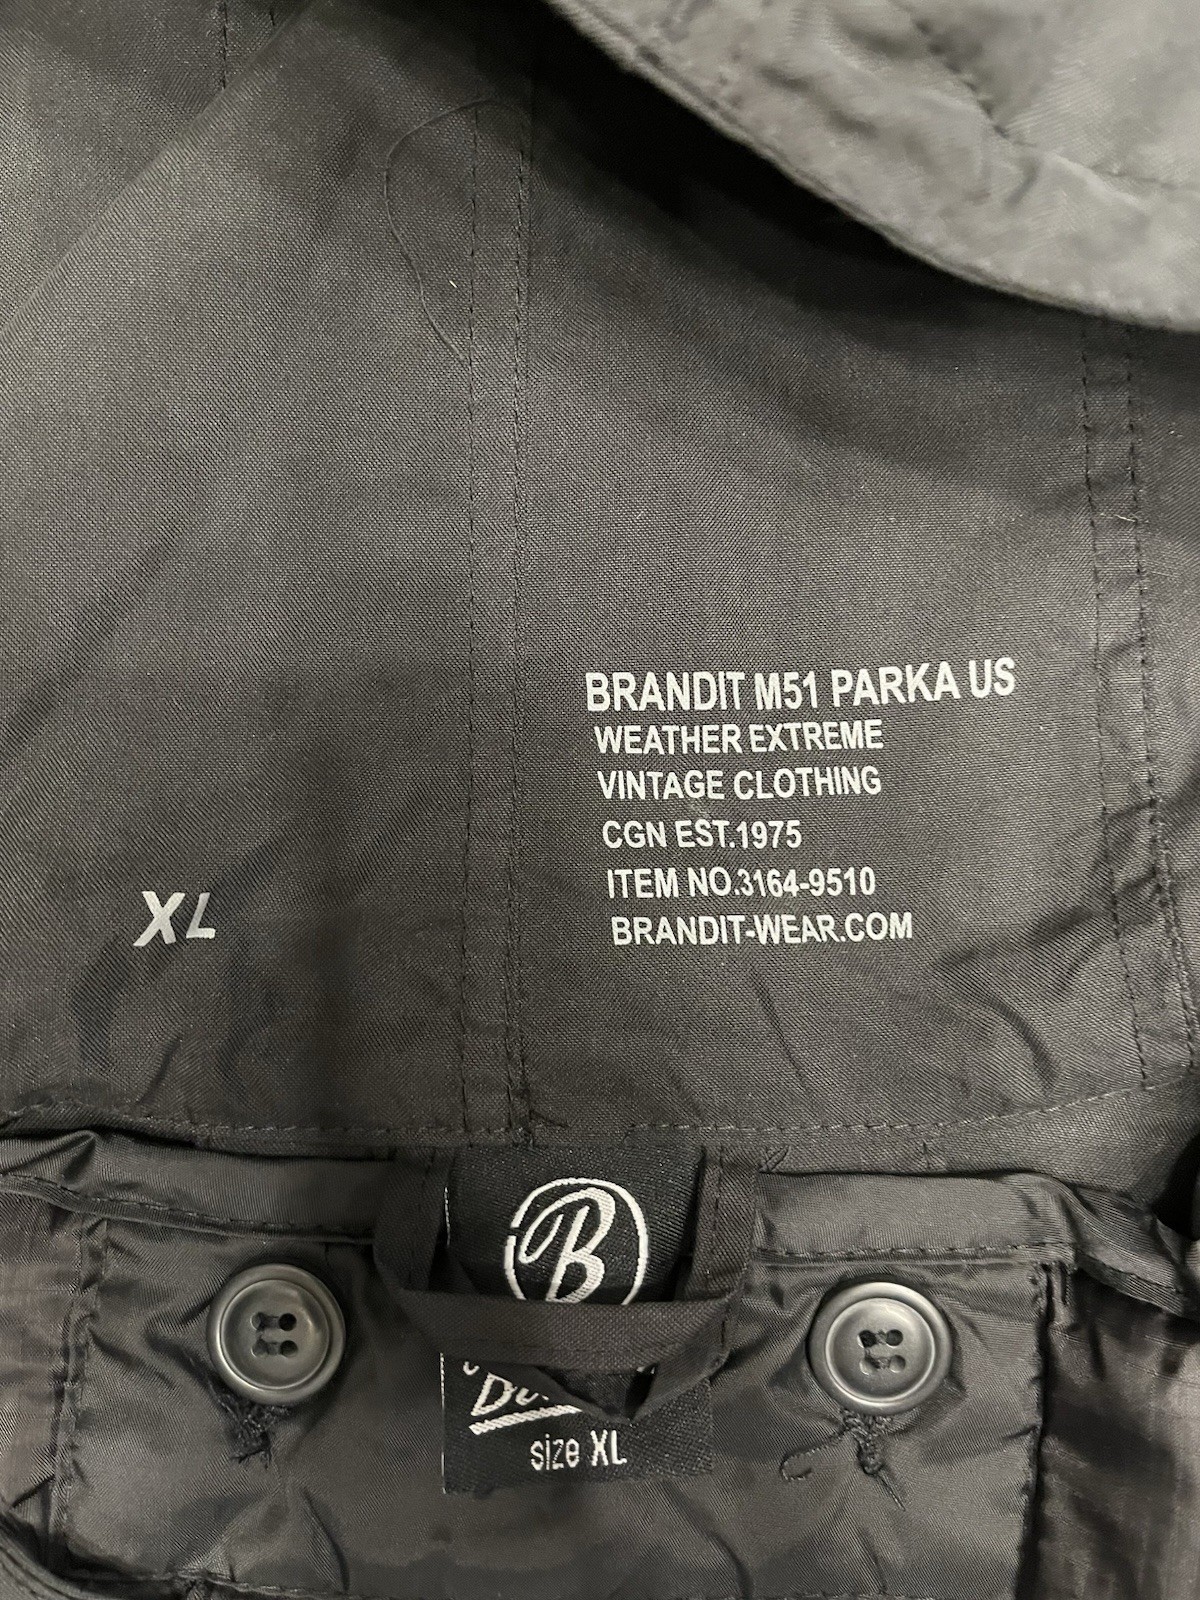 BRANDIT M51 PARKA US
WEATHER EXTREME
VINTAGE CLOTHING
CGN EST.1975
ITEM NO.3164-9510
BRANDIT-WEAR.COM
XL
B
size XL